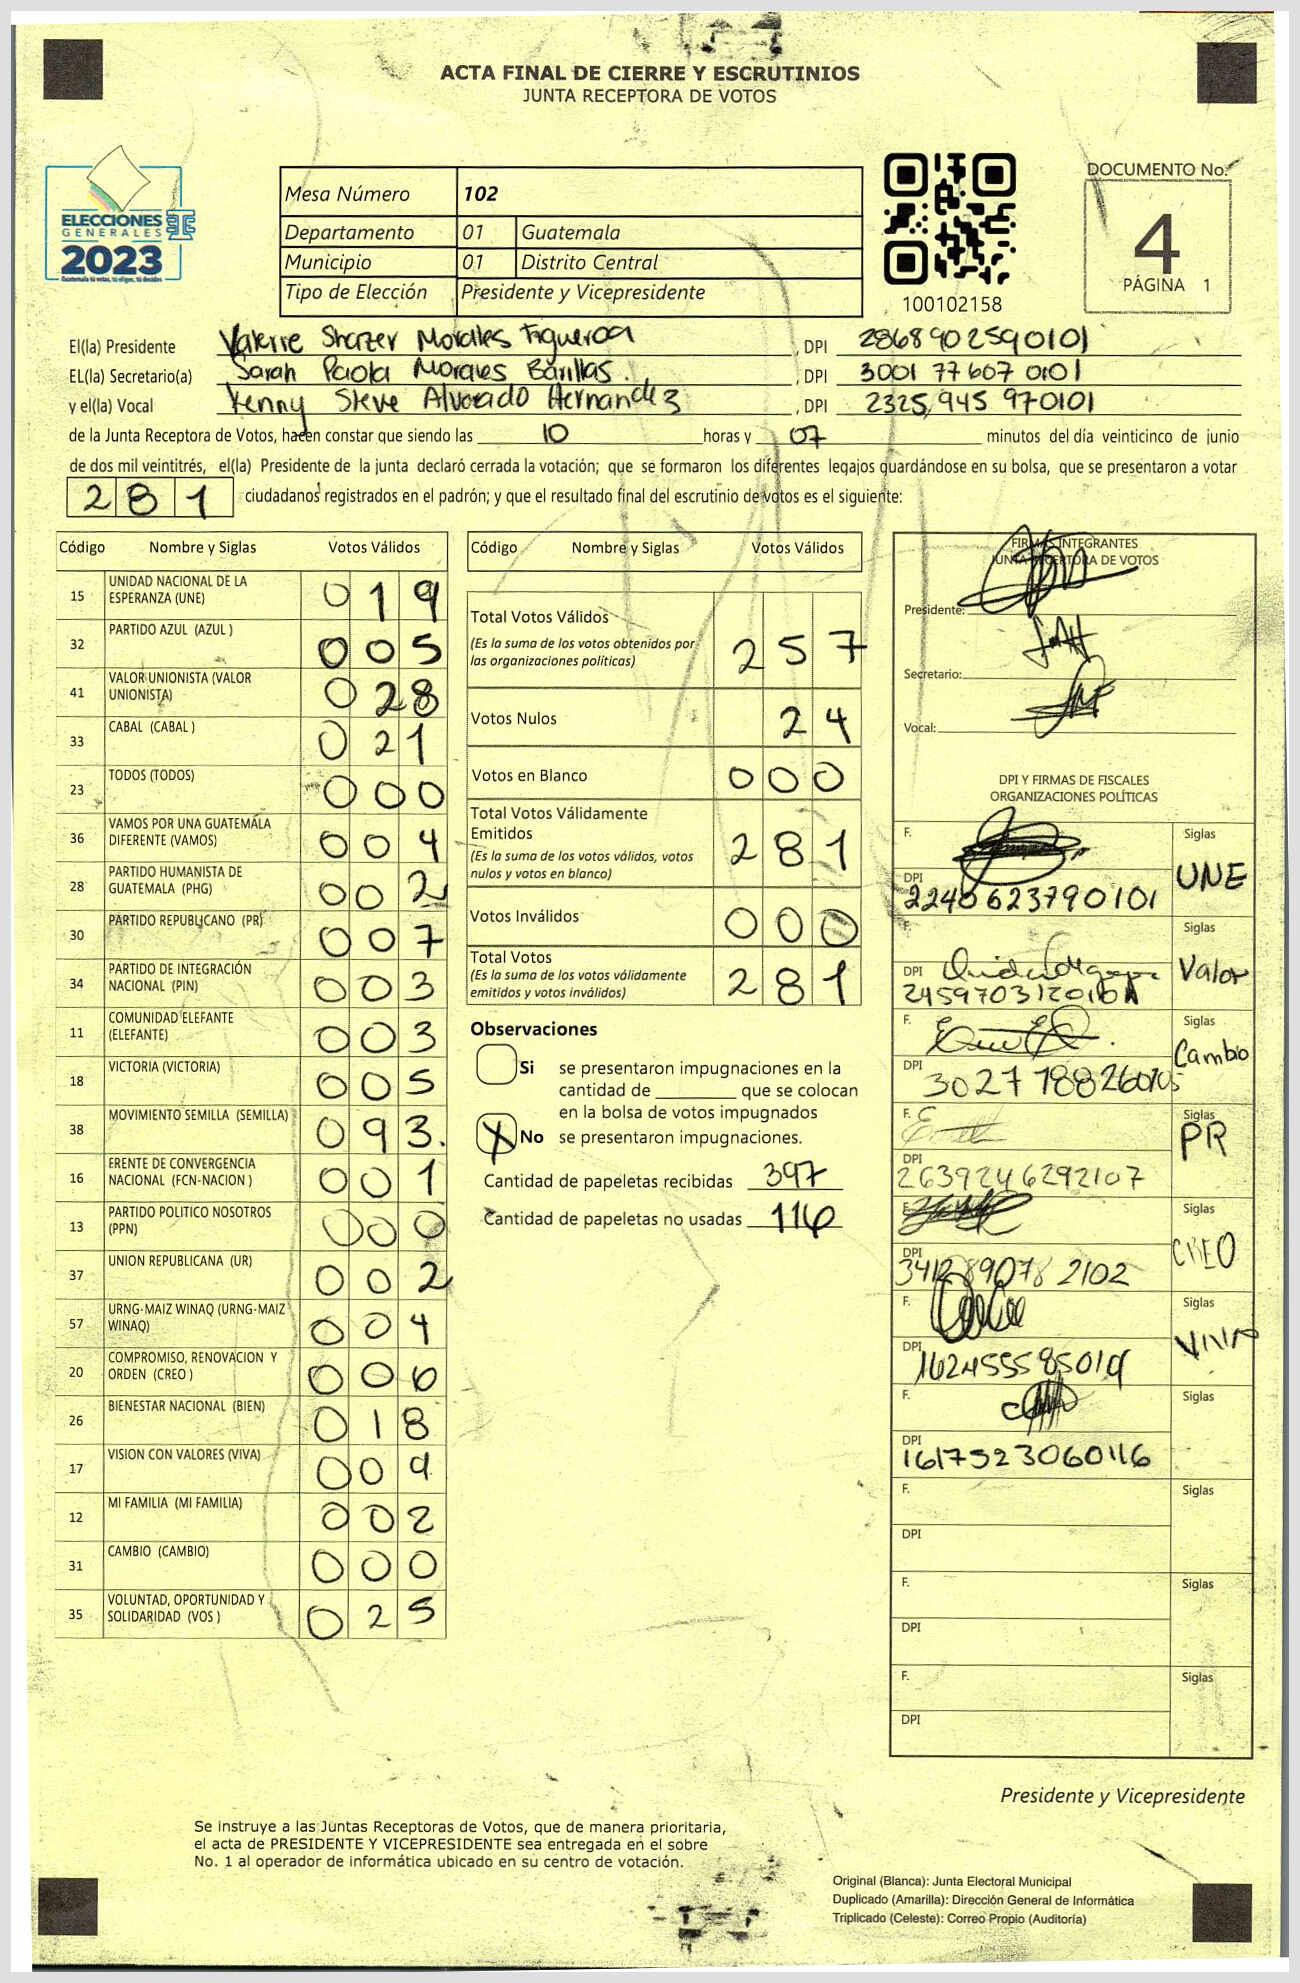 ACTA FINAL DE CIERRE Y ESCRUTINIOS
JUNTA RECEPTORA DE VOTOS
ELECCIONES
GENERALES
2023
Mesa Número 102
Departamento 01 Guatemala
Municipio 01 Distrito Central
Tipo de Elección Presidente y Vicepresidente
100102158
DOCUMENTO No.
4
PÁGINA 1
El(la) Presidente Valerie Sharzer Morales Figueroa, DPI 2868902590101
EL(la) Secretario(a) Sarah Paola Morales Barillas., DPI 3001 77607 0101
y el(la) Vocal Yenny Steve Alvarado Hernandez, DPI 2325,945 970101
de la Junta Receptora de Votos, hacen constar que siendo las 10 horas y 07 minutos del día veinticinco de junio
de dos mil veintitrés, el(la) Presidente de la junta declaró cerrada la votación; que se formaron los diferentes legajos guardándose en su bolsa, que se presentaron a votar
281 ciudadanos registrados en el padrón; y que el resultado final del escrutinio de votos es el siguiente:
Código Nombre y Siglas Votos Válidos
15 UNIDAD NACIONAL DE LA ESPERANZA (UNE) 019
32 PARTIDO AZUL (AZUL ) 005
41 VALOR UNIONISTA (VALOR UNIONISTA) 028
33 CABAL (CABAL ) 021
23 TODOS (TODOS) 000
36 VAMOS POR UNA GUATEMALA DIFERENTE (VAMOS) 004
28 PARTIDO HUMANISTA DE GUATEMALA (PHG) 002
30 PARTIDO REPUBLICANO (PR) 007
34 PARTIDO DE INTEGRACIÓN NACIONAL (PIN) 003
11 COMUNIDAD ELEFANTE (ELEFANTE) 003
18 VICTORIA (VICTORIA) 005
38 MOVIMIENTO SEMILLA (SEMILLA) 093.
16 FRENTE DE CONVERGENCIA NACIONAL (FCN-NACION ) 001
13 PARTIDO POLITICO NOSOTROS (PPN) 000
37 UNION REPUBLICANA (UR) 002
57 URNG-MAIZ WINAQ (URNG-MAIZ WINAQ) 004
20 COMPROMISO, RENOVACION Y ORDEN (CREO ) 006
26 BIENESTAR NACIONAL (BIEN) 018
17 VISION CON VALORES (VIVA) 009
12 MI FAMILIA (MI FAMILIA) 002
31 CAMBIO (CAMBIO) 000
35 VOLUNTAD, OPORTUNIDAD Y SOLIDARIDAD (VOS ) 025
Código Nombre y Siglas Votos Válidos
Total Votos Válidos 257
(Es la suma de los votos obtenidos por
las organizaciones políticas)
Votos Nulos 24
Votos en Blanco 000
Total Votos Válidamente
Emitidos 281
(Es la suma de los votos válidos, votos
nulos y votos en blanco)
Votos Inválidos 000
Total Votos 281
(Es la suma de los votos válidamente
emitidos y votos inválidos)
Observaciones
Si se presentaron impugnaciones en la
cantidad de ________ que se colocan
en la bolsa de votos impugnados
X No se presentaron impugnaciones.
Cantidad de papeletas recibidas 397
Cantidad de papeletas no usadas 116
FIRMAS INTEGRANTES
JUNTA RECEPTORA DE VOTOS
Presidente:
Secretario:
Vocal:
DPI Y FIRMAS DE FISCALES
ORGANIZACIONES POLÍTICAS
F. Siglas
UNE
DPI 2240623790101
F. Siglas
Valor
DPI
F. Siglas
Cambio
DPI
F. Siglas
PR
DPI 2639246292107
F. Siglas
CREO
DPI 3412890782102
F. Siglas
VIVA
DPI
F. Siglas
DPI 1617523060116
F. Siglas
DPI
F. Siglas
DPI
F. Siglas
DPI
Presidente y Vicepresidente
Se instruye a las Juntas Receptoras de Votos, que de manera prioritaria,
el acta de PRESIDENTE Y VICEPRESIDENTE sea entregada en el sobre
No. 1 al operador de informática ubicado en su centro de votación.
Original (Blanca): Junta Electoral Municipal
Duplicado (Amarilla): Dirección General de Informática
Triplicado (Celeste): Correo Propio (Auditoría)